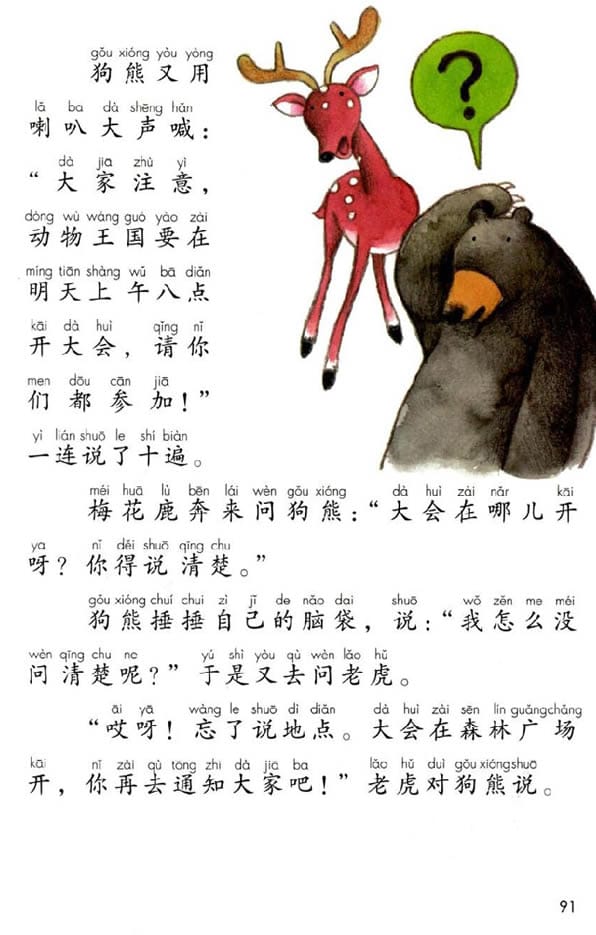 gǒu xióng yòu yòng
狗熊又用
lǎ ba dà shēng hǎn
喇叭大声喊：
dà jiā zhù yì
“大家注意，
dòng wù wáng guó yào zài
动物王国要在
míng tiān shàng wǔ bā diǎn
明天上午八点
kāi dà huì qǐng nǐ
开大会，请你
men dōu cān jiā
们都参加！”
yì lián shuō le shí biàn
一连说了十遍。
méi huā lù bēn lái wèn gǒu xióng dà huì zài nǎr kāi
梅花鹿奔来问狗熊：“大会在哪儿开
ya nǐ děi shuō qīng chu
呀？你得说清楚。”
gǒu xióng chuí chui zì jǐ de nǎo dai shuō wǒ zěn me méi
狗熊捶捶自己的脑袋，说：“我怎么没
wèn qīng chu ne yú shì yòu qù wèn lǎo hǔ
问清楚呢？”于是又去问老虎。
āi yā wàng le shuō dì diǎn dà huì zài sēn lín guǎng chǎng
“哎呀！忘了说地点。大会在森林广场
kāi nǐ zài qù tōng zhī dà jiā ba lǎo hǔ duì gǒu xióng shuō
开，你再去通知大家吧！”老虎对狗熊说。
?
91